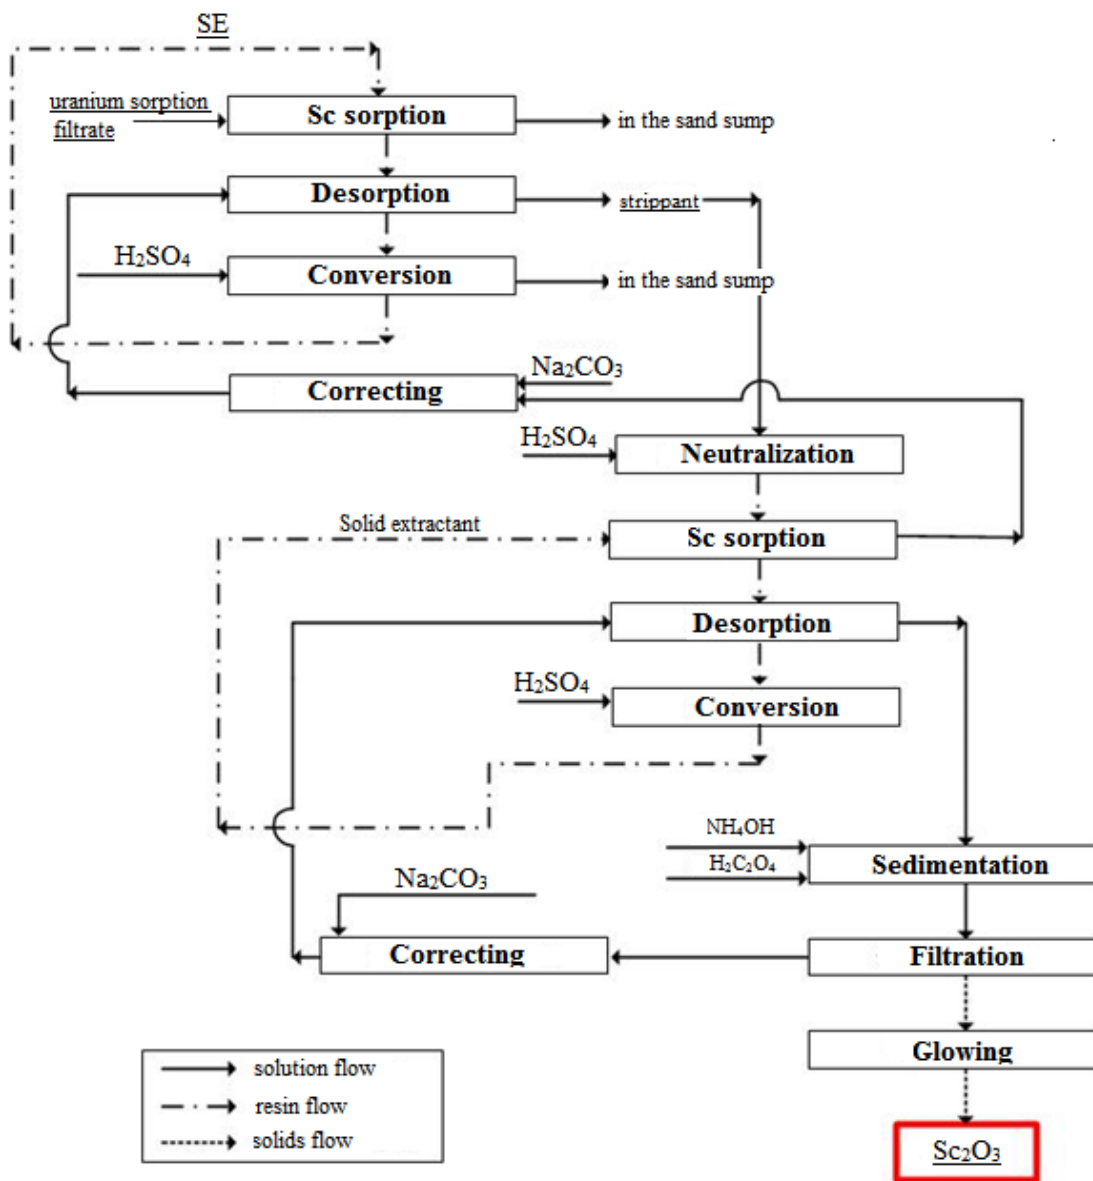 SE
uranium sorption
filtrate
Sc sorption
in the sand sump
Desorption
strippant
H₂SO₄
Conversion
in the sand sump
Na₂CO₃
Correcting
H₂SO₄
Neutralization
Solid extractant
Sc sorption
Desorption
H₂SO₄
Conversion
NH₄OH
H₂C₂O₄
Sedimentation
Na₂CO₃
Correcting
Filtration
Glowing
solution flow
resin flow
solids flow
Sc₂O₃